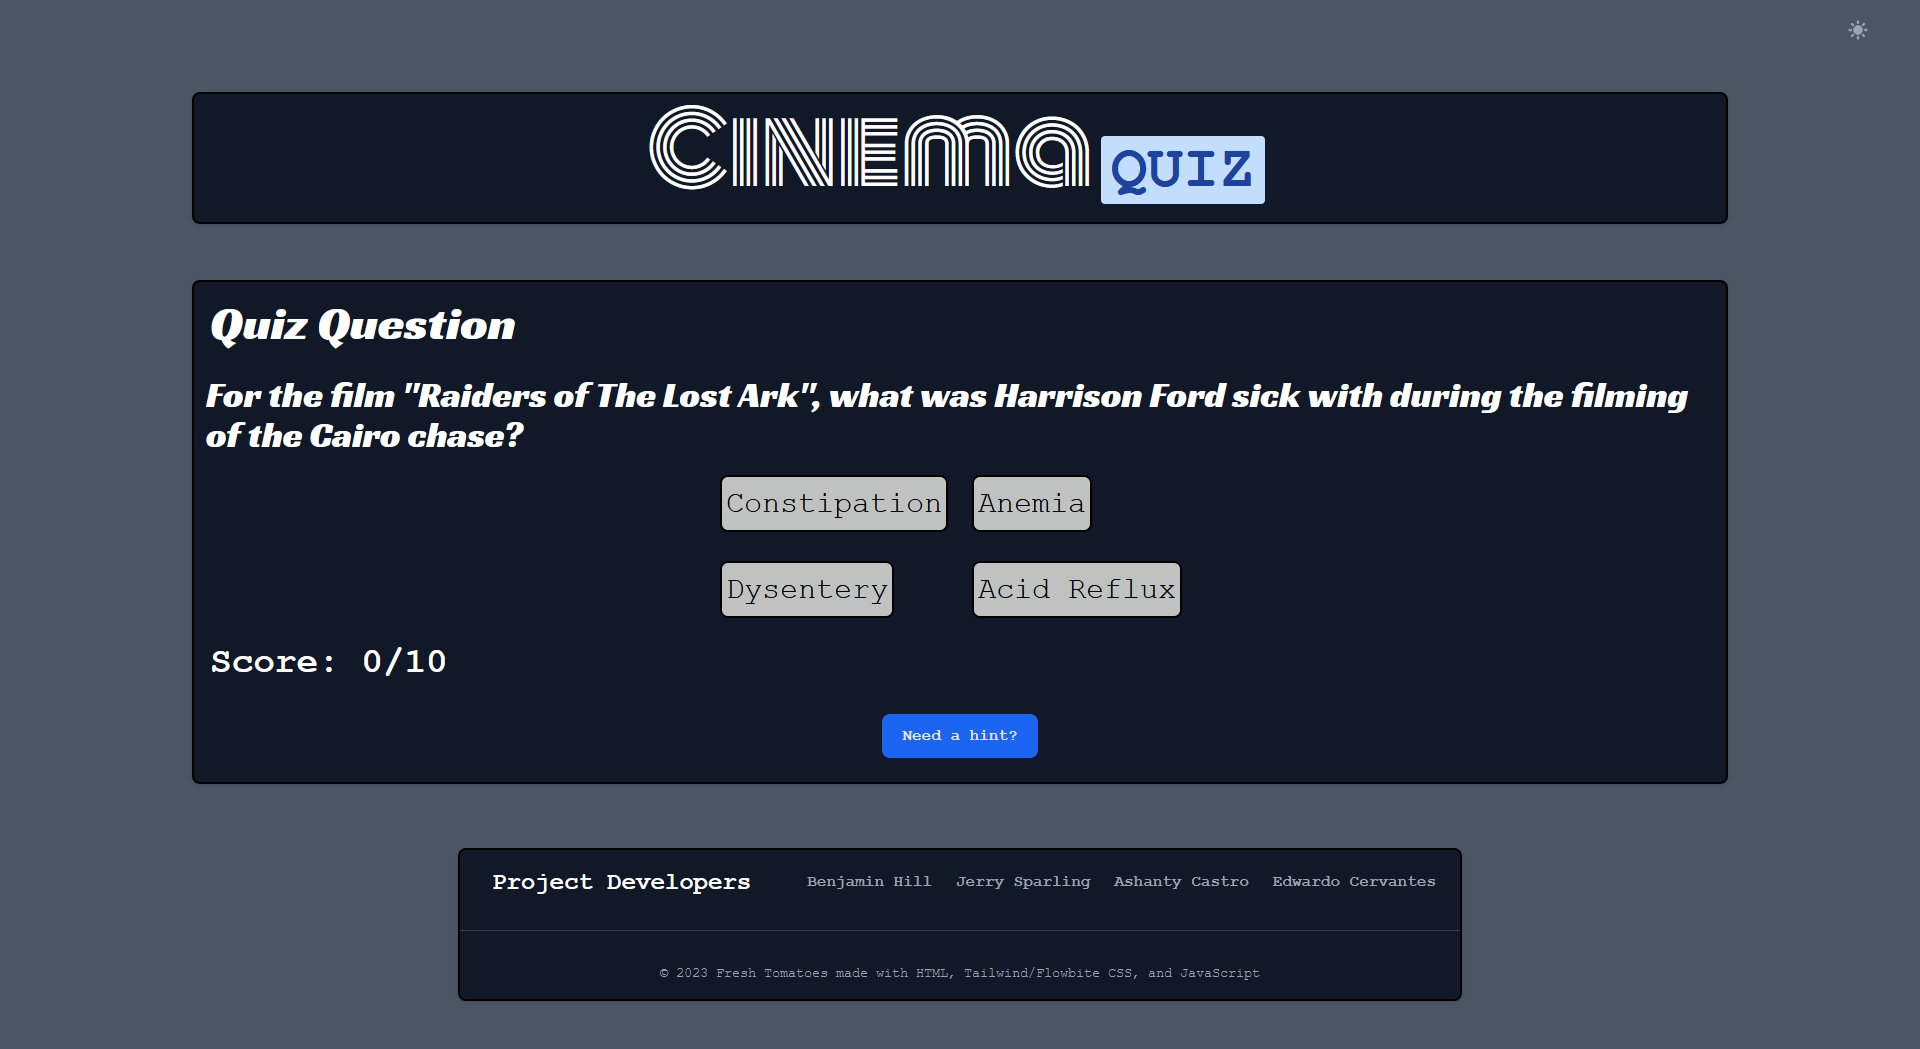 Cinema QUIZ
Quiz Question
For the film "Raiders of The Lost Ark", what was Harrison Ford sick with during the filming
of the Cairo chase?
Constipation Anemia
Dysentery Acid Reflux
Score: 0/10
Need a hint?
Project Developers Benjamin Hill Jerry Sparling Ashanty Castro Edwardo Cervantes
© 2023 Fresh Tomatoes made with HTML, Tailwind/Flowbite CSS, and JavaScript